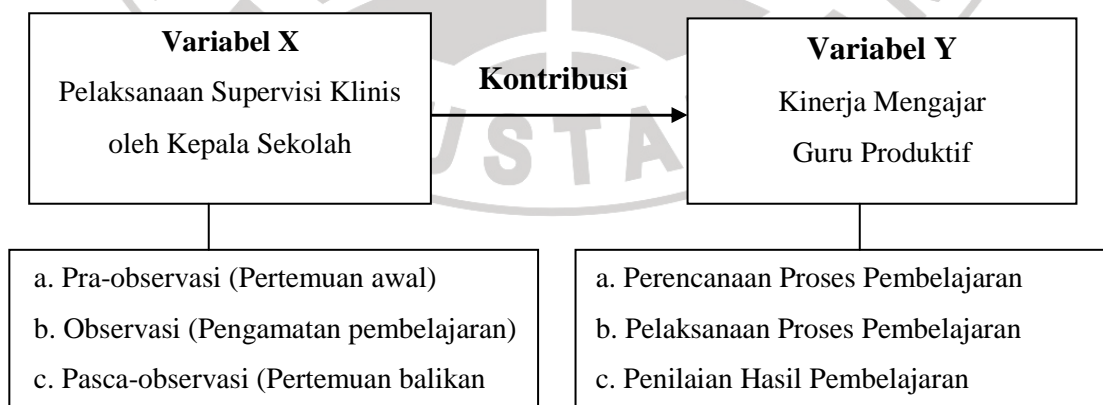 Variabel X
Pelaksanaan Supervisi Klinis
oleh Kepala Sekolah
Kontribusi
Variabel Y
Kinerja Mengajar
Guru Produktif
USTA
a. Pra-observasi (Pertemuan awal)
b. Observasi (Pengamatan pembelajaran)
c. Pasca-observasi (Pertemuan balikan
a. Perencanaan Proses Pembelajaran
b. Pelaksanaan Proses Pembelajaran
c. Penilaian Hasil Pembelajaran